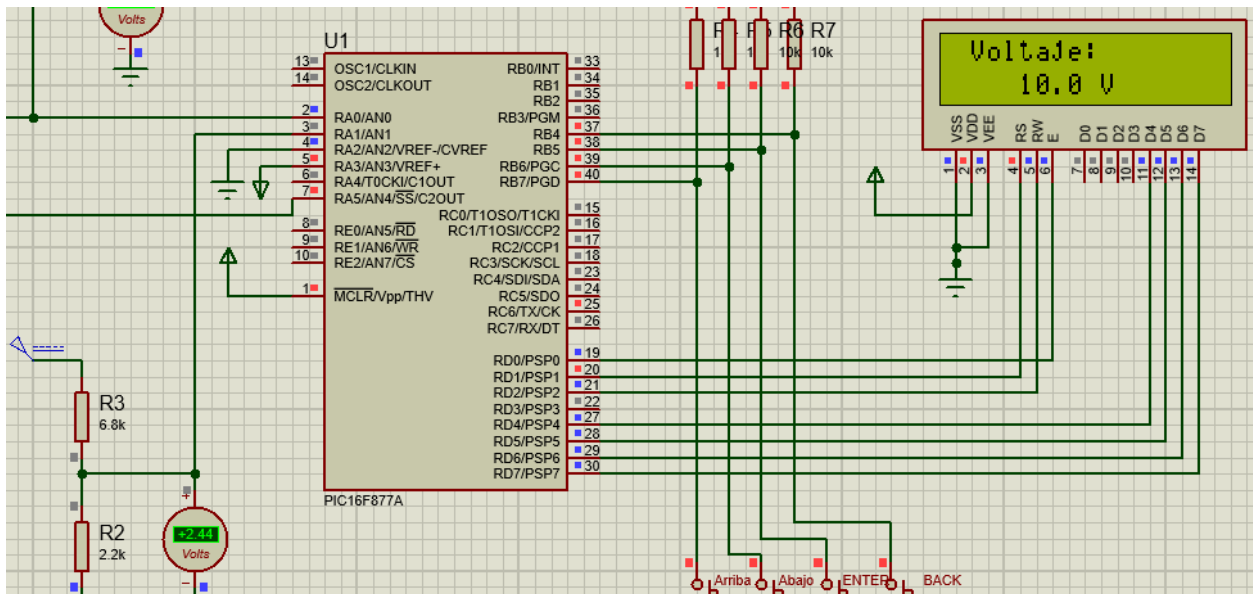 Volts
U1
13 OSC1/CLKIN
14 OSC2/CLKOUT
2 RA0/AN0
3 RA1/AN1
4 RA2/AN2/VREF-/CVREF
5 RA3/AN3/VREF+
6 RA4/T0CKI/C1OUT
7 RA5/AN4/SS/C2OUT
8 RE0/AN5/RD
9 RE1/AN6/WR
10 RE2/AN7/CS
1 MCLR/Vpp/THV
RB0/INT 33
RB1 34
RB2 35
RB3/PGM 36
RB4 37
RB5 38
RB6/PGC 39
RB7/PGD 40
RC0/T1OSO/T1CKI 15
RC1/T1OSI/CCP2 16
RC2/CCP1 17
RC3/SCK/SCL 18
RC4/SDI/SDA 23
RC5/SDO 24
RC6/TX/CK 25
RC7/RX/DT 26
RD0/PSP0 19
RD1/PSP1 20
RD2/PSP2 21
RD3/PSP3 22
RD4/PSP4 27
RD5/PSP5 28
RD6/PSP6 29
RD7/PSP7 30
PIC16F877A
R6 R7
10k 10k
Voltaje:
10.0 V
VSS VDD VEE RS RW E D0 D1 D2 D3 D4 D5 D6 D7
1 2 3 4 5 6 7 8 9 10 11 12 13 14
R3
6.8k
R2
2.2k
+2.44
Volts
Arriba Abajo ENTER BACK